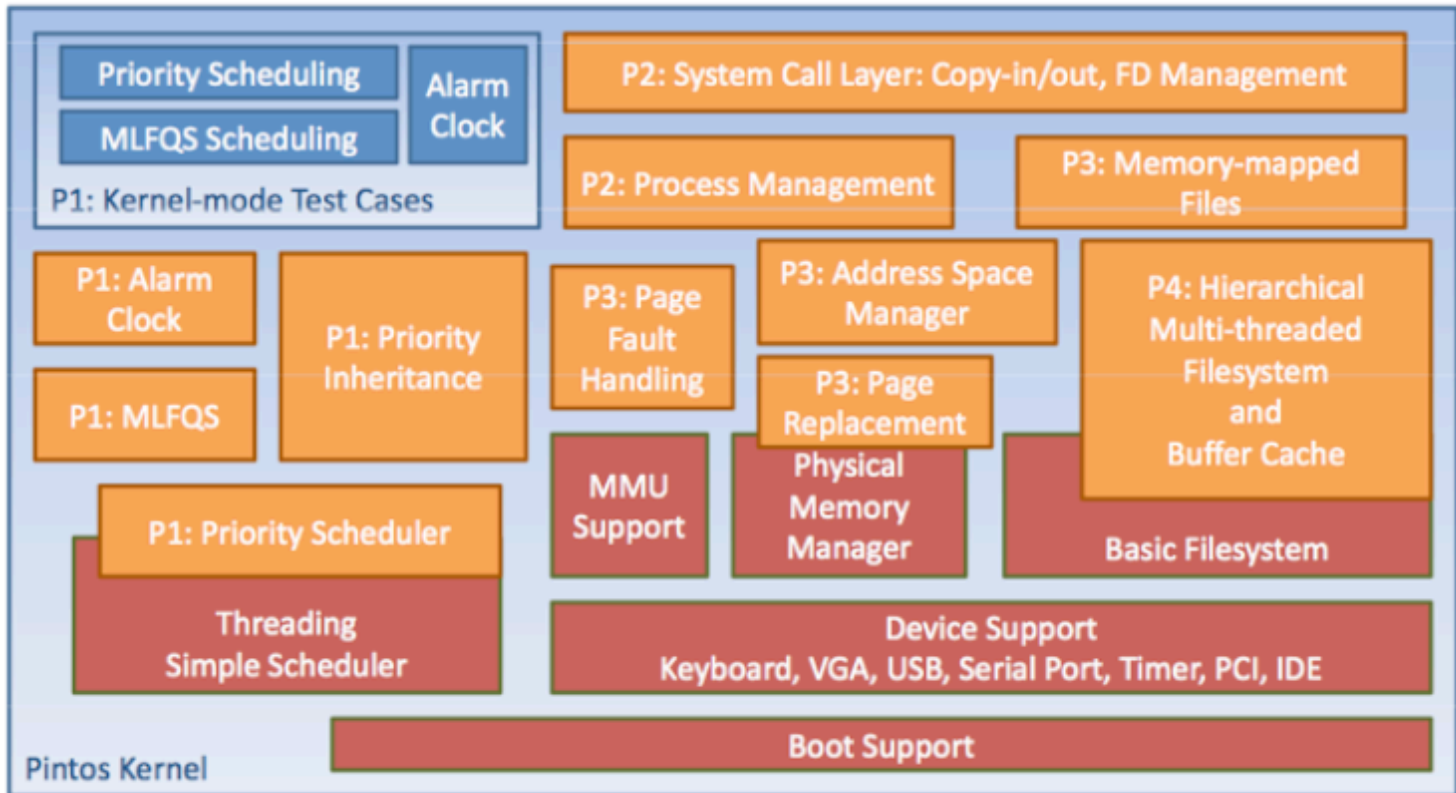 Priority Scheduling
MLFQS Scheduling
Alarm
Clock
P1: Kernel-mode Test Cases
P2: System Call Layer: Copy-in/out, FD Management
P2: Process Management
P3: Memory-mapped
Files
P1: Alarm
Clock
P1: MLFQS
P1: Priority
Inheritance
P3: Page
Fault
Handling
P3: Address Space
Manager
P3: Page
Replacement
P4: Hierarchical
Multi-threaded
Filesystem
and
Buffer Cache
P1: Priority Scheduler
Threading
Simple Scheduler
MMU
Support
Physical
Memory
Manager
Basic Filesystem
Device Support
Keyboard, VGA, USB, Serial Port, Timer, PCI, IDE
Boot Support
Pintos Kernel